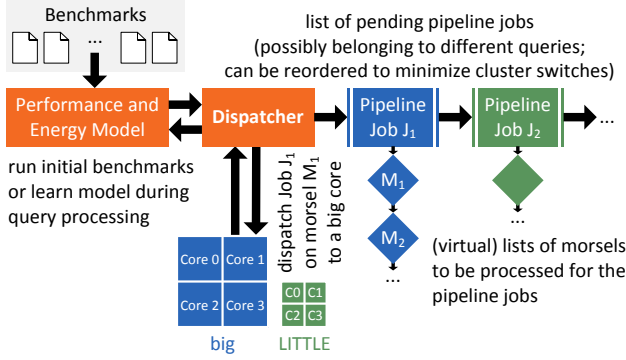 Benchmarks
...
list of pending pipeline jobs
(possibly belonging to different queries;
can be reordered to minimize cluster switches)
Performance and
Energy Model
Dispatcher
Pipeline
Job J1
Pipeline
Job J2
...
run initial benchmarks
or learn model during
query processing
dispatch Job J1
on morsel M1
to a big core
M1
M2
...
...
(virtual) lists of morsels
to be processed for the
pipeline jobs
Core 0
Core 1
Core 2
Core 3
C0
C1
C2
C3
big
LITTLE